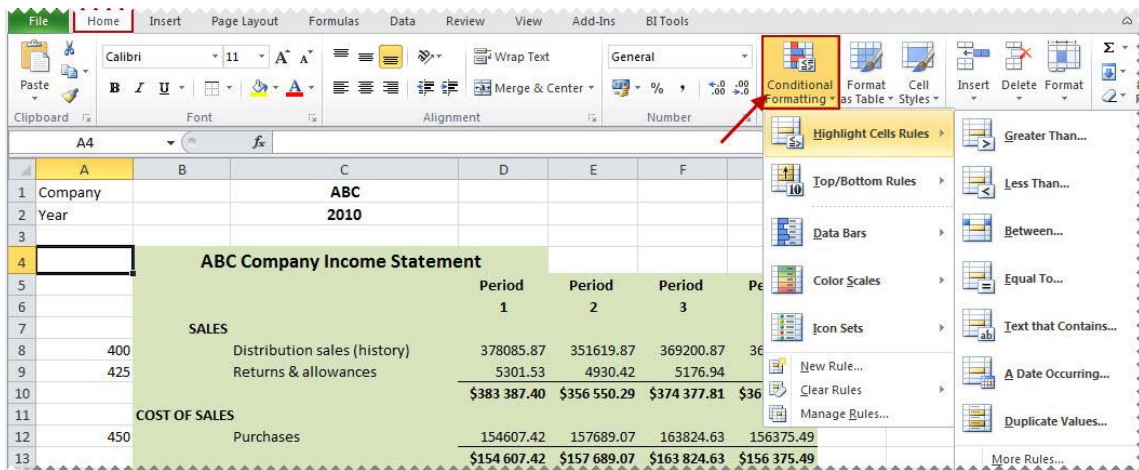 File Home Insert Page Layout Formulas Data Review View Add-Ins BI Tools
Calibri 11 A A Wrap Text General Σ
Paste B I U A Merge & Center % , .00 .00 Conditional Formatting Format as Table Cell Styles Insert Delete Format
Clipboard Font Alignment Number
A4 fx
Highlight Cells Rules
Top/Bottom Rules
Data Bars
Color Scales
Icon Sets
New Rule...
Clear Rules
Manage Rules...
Greater Than...
Less Than...
Between...
Equal To...
Text that Contains...
A Date Occurring...
Duplicate Values...
More Rules...
A B C D E F
1 Company ABC
2 Year 2010
3
4 ABC Company Income Statement
5 Period Period Period Pe
6 1 2 3
7 SALES
8 400 Distribution sales (history) 378085.87 351619.87 369200.87 36
9 425 Returns & allowances 5301.53 4930.42 5176.94
10 $383 387.40 $356 550.29 $374 377.81 $36
11 COST OF SALES
12 450 Purchases 154607.42 157689.07 163824.63 156375.49
13 $154 607.42 $157 689.07 $163 824.63 $156 375.49